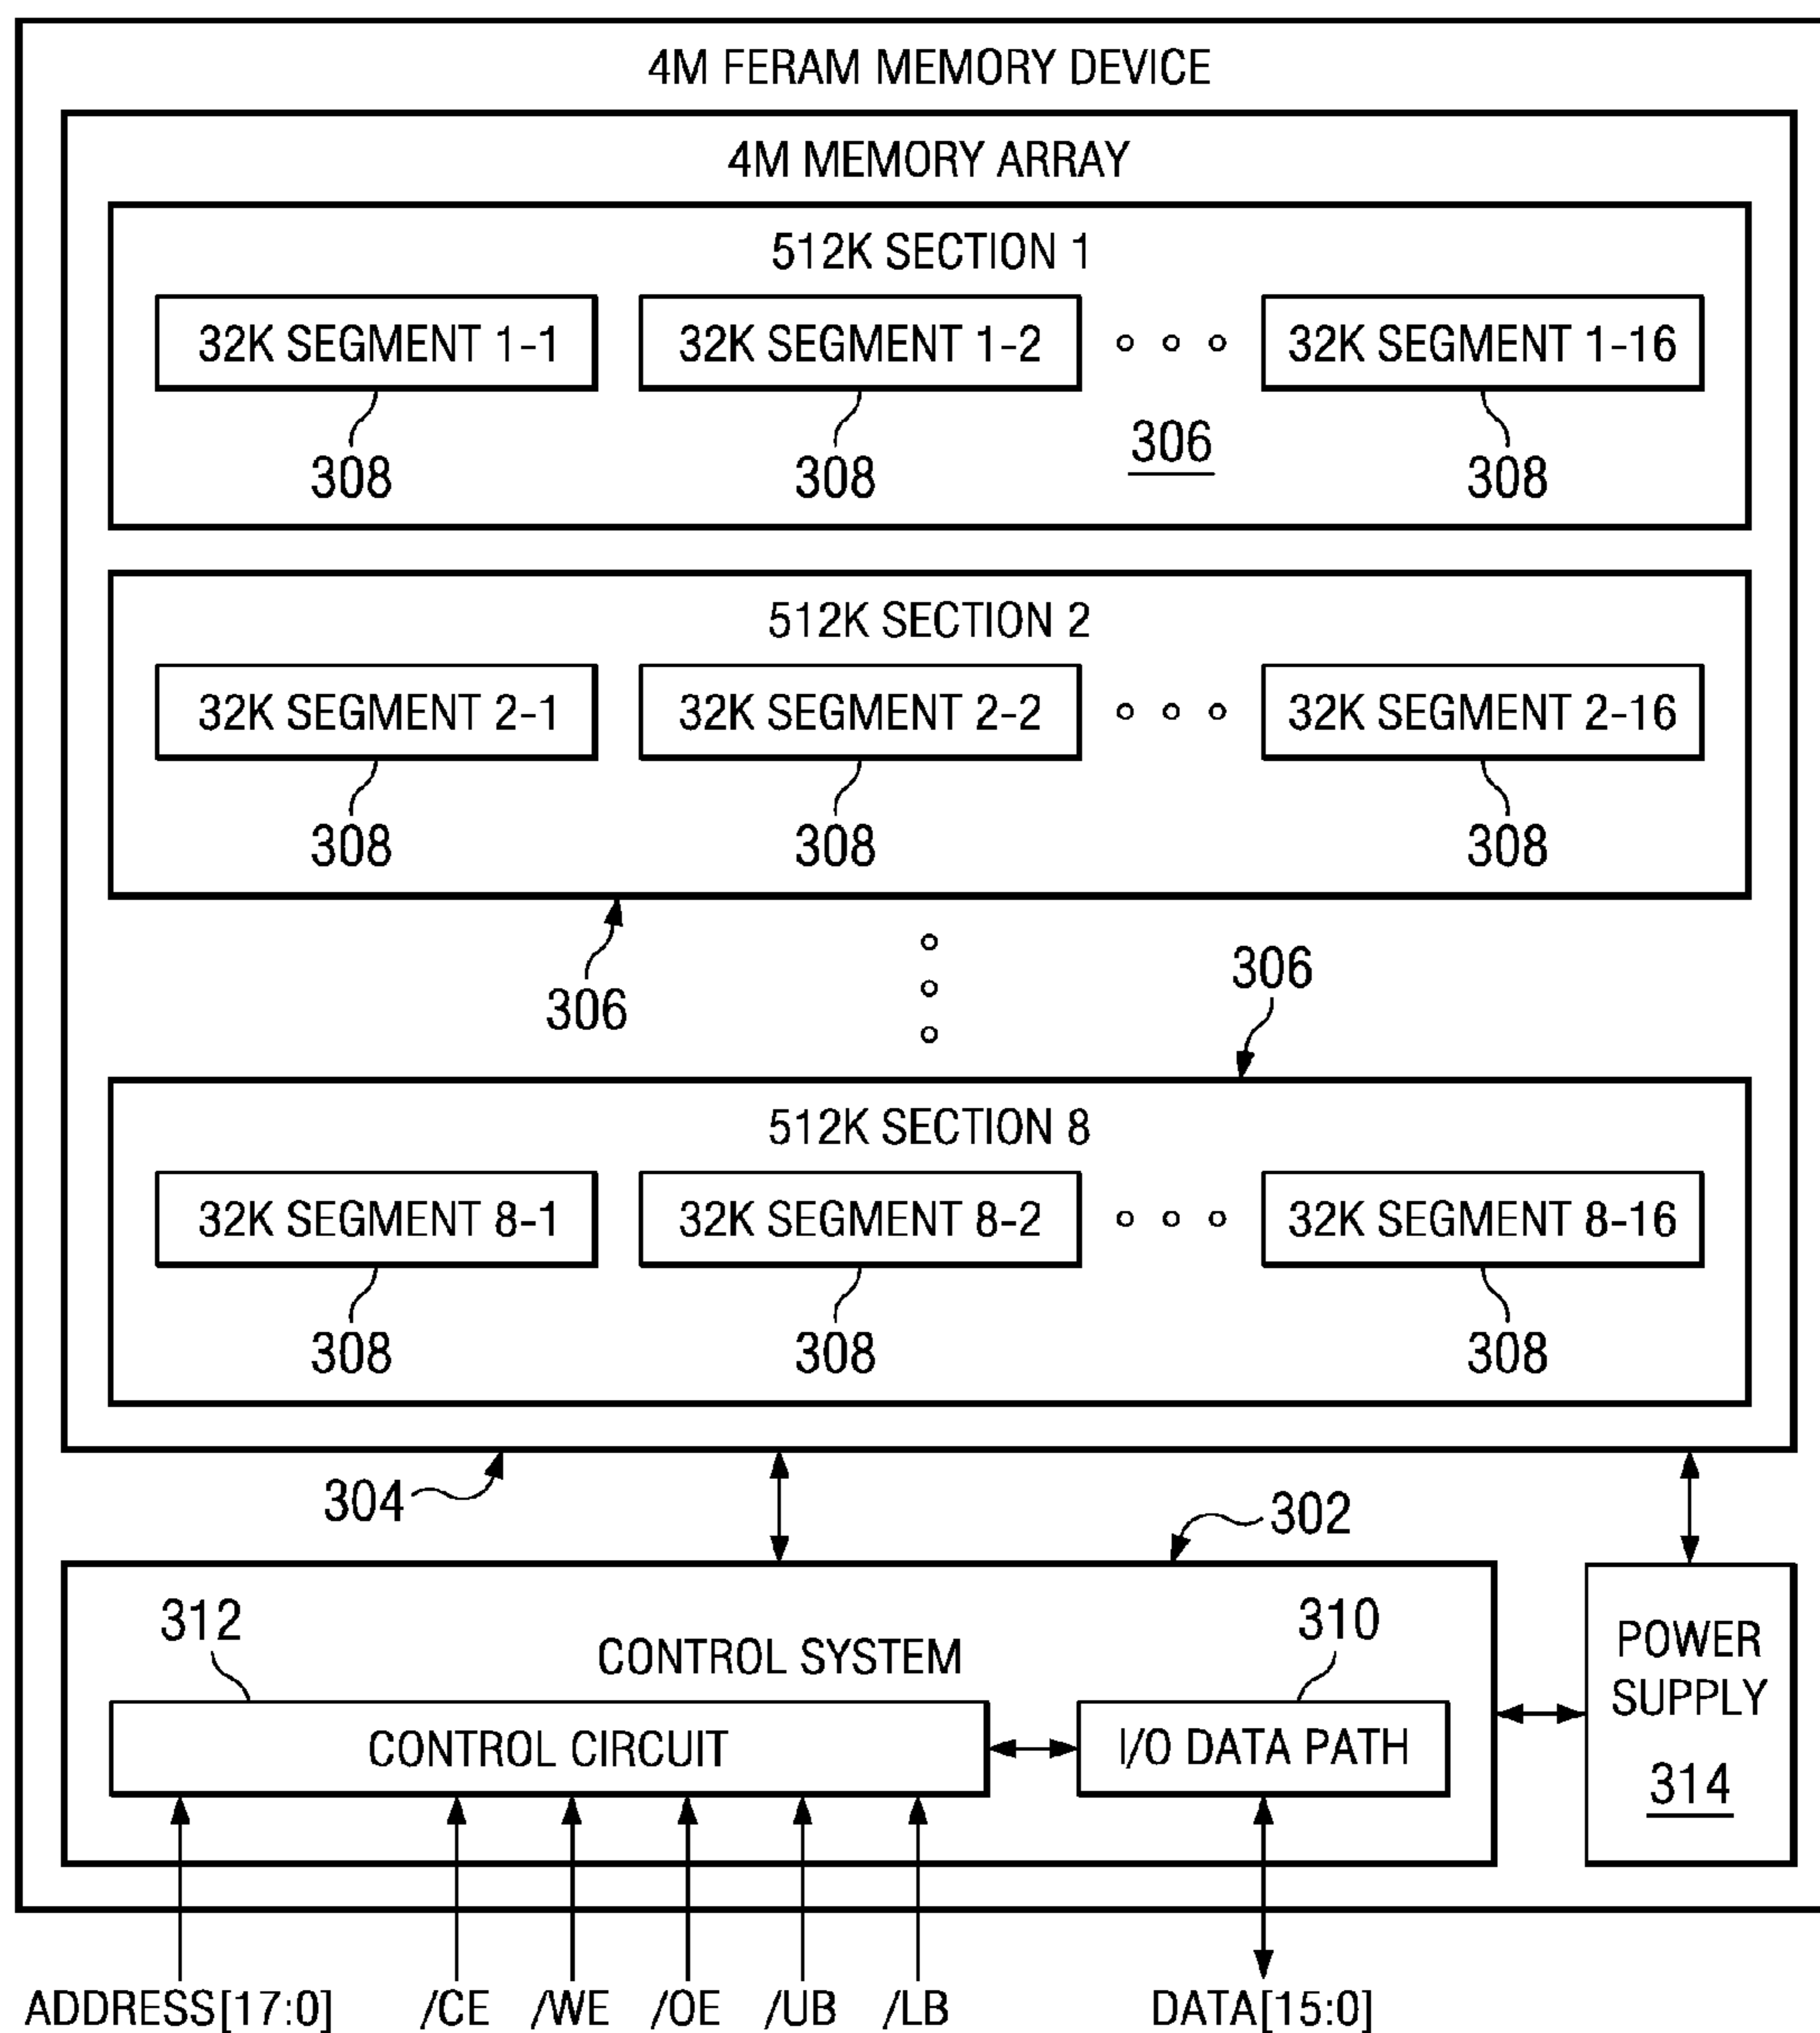 4M FERAM MEMORY DEVICE
4M MEMORY ARRAY
512K SECTION 1
32K SEGMENT 1-1 32K SEGMENT 1-2 32K SEGMENT 1-16
306
308 308 308
512K SECTION 2
32K SEGMENT 2-1 32K SEGMENT 2-2 32K SEGMENT 2-16
308 308 308
306
306
512K SECTION 8
32K SEGMENT 8-1 32K SEGMENT 8-2 32K SEGMENT 8-16
308 308 308
304
302
312 310
CONTROL SYSTEM
POWER
SUPPLY
314
CONTROL CIRCUIT I/O DATA PATH
ADDRESS[17:0] /CE /WE /OE /UB /LB DATA[15:0]